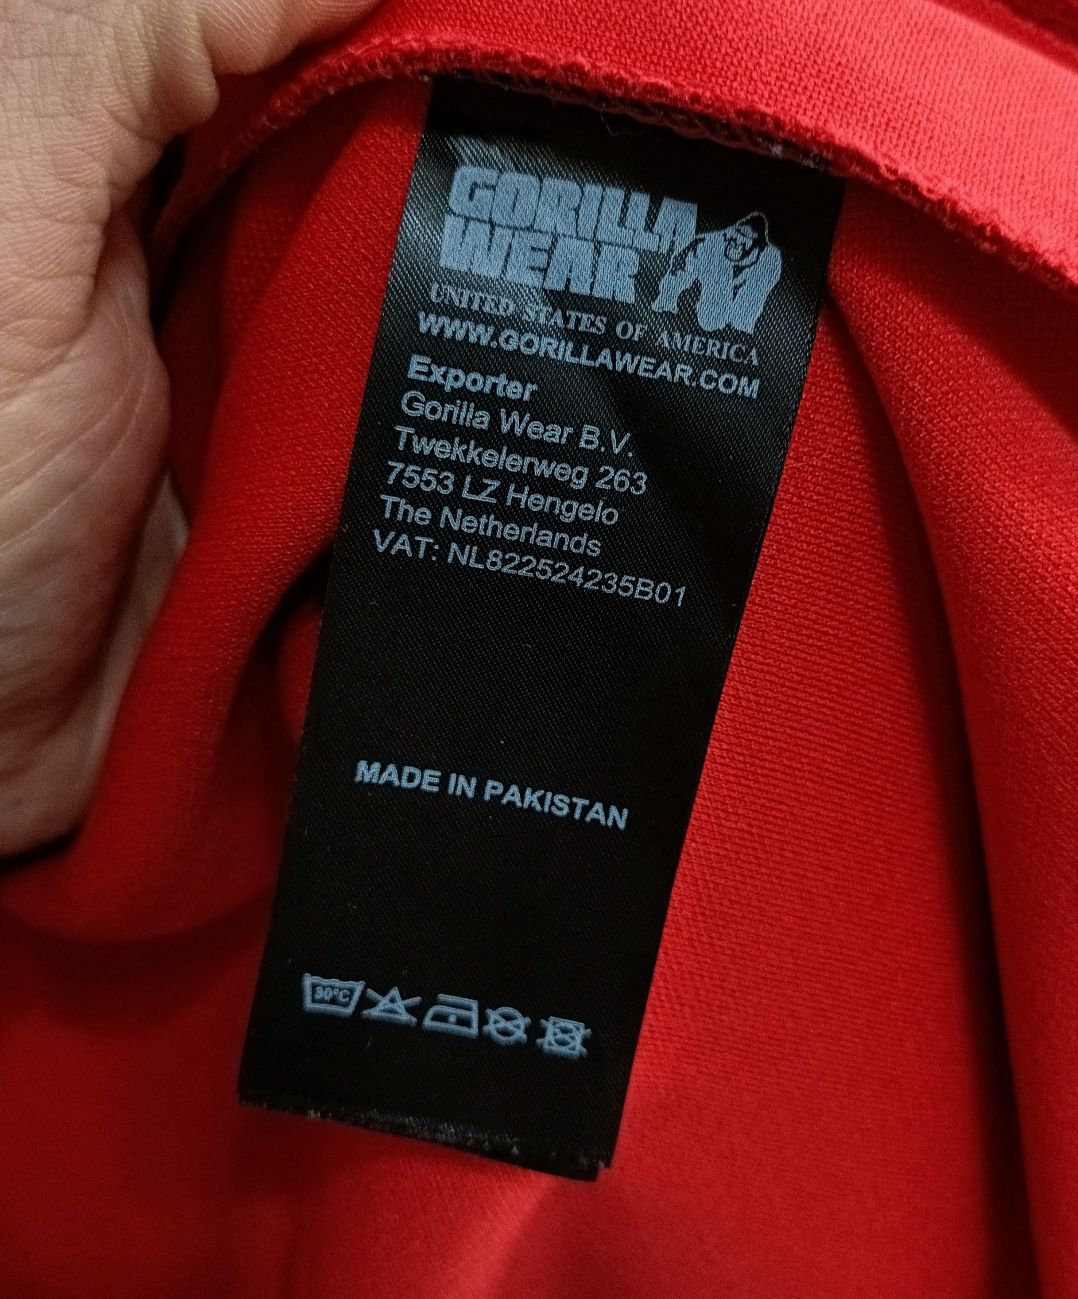 GORILLA
WEAR
UNITED STATES OF AMERICA
WWW.GORILLAWEAR.COM
Exporter
Gorilla Wear B.V.
Twekkelerweg 263
7553 LZ Hengelo
The Netherlands
VAT: NL822524235B01
MADE IN PAKISTAN
30°C